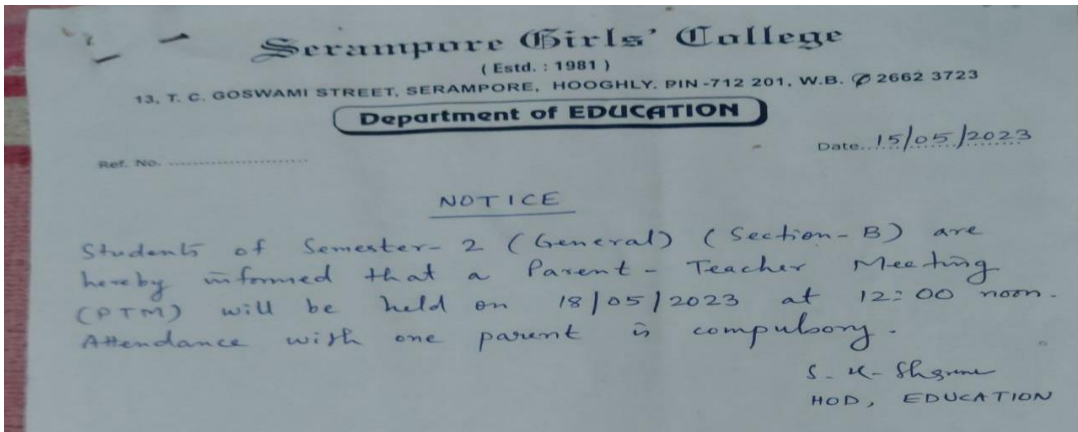 Serampore Girls' College
( Estd. : 1981 )
13, T. C. GOSWAMI STREET, SERAMPORE, HOOGHLY. PIN -712 201, W.B. ✆ 2662 3723
Department of EDUCATION
Ref. No. ........................
Date.. 15/05/2023
NOTICE
Students of Semester- 2 (General) (Section-B) are
hereby informed that a Parent - Teacher Meeting
(PTM) will be held on 18/05/2023 at 12:00 noon.
Attendance with one parent is compulsory.
S. K.
HOD, EDUCATION